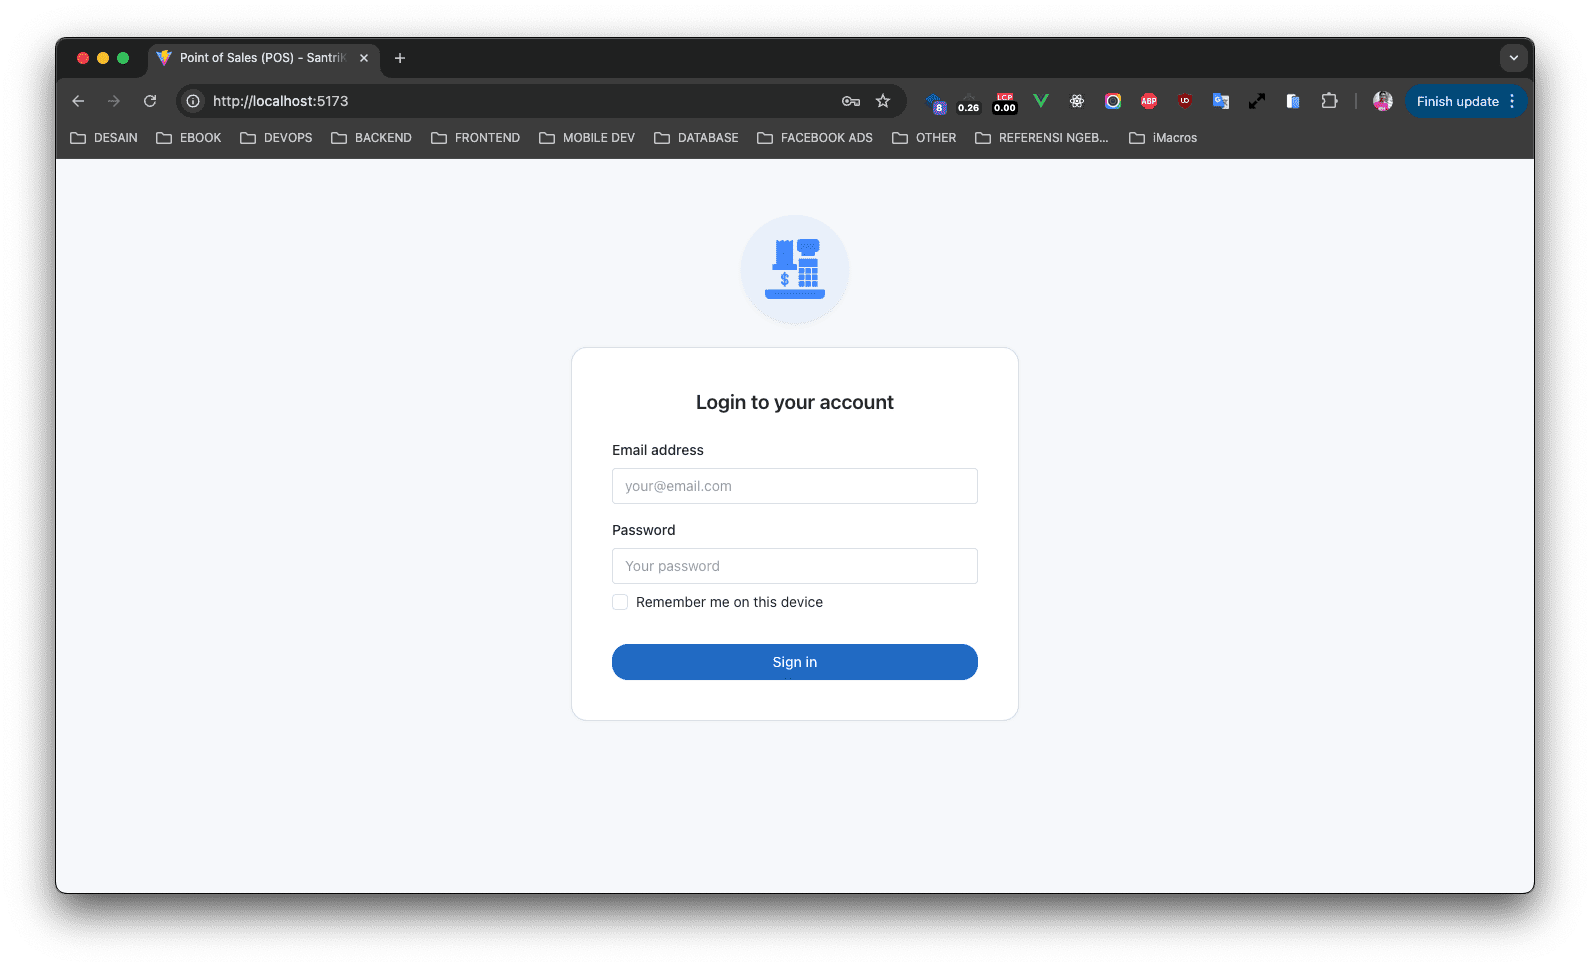 Point of Sales (POS) - SantriK
http://localhost:5173
8
0.26
LCP
0.00
ABP
Finish update
DESAIN
EBOOK
DEVOPS
BACKEND
FRONTEND
MOBILE DEV
DATABASE
FACEBOOK ADS
OTHER
REFERENSI NGEB...
iMacros
$
Login to your account
Email address
your@email.com
Password
Your password
Remember me on this device
Sign in